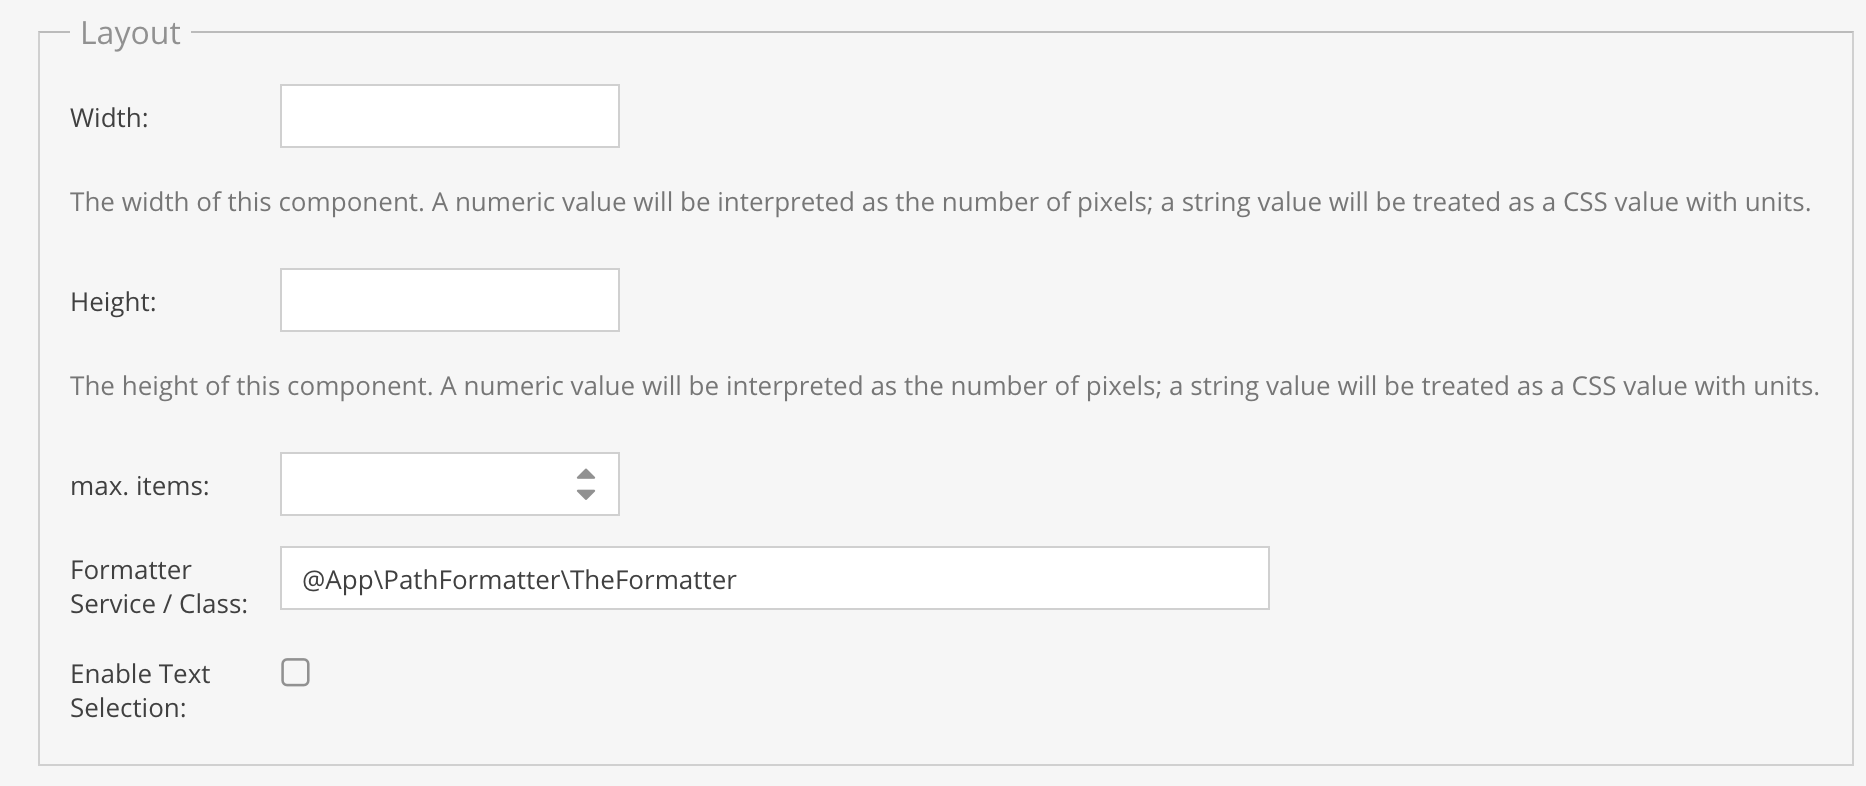 Layout
Width:
The width of this component. A numeric value will be interpreted as the number of pixels; a string value will be treated as a CSS value with units.
Height:
The height of this component. A numeric value will be interpreted as the number of pixels; a string value will be treated as a CSS value with units.
max. items:
Formatter
Service / Class:
@App\PathFormatter\TheFormatter
Enable Text
Selection: